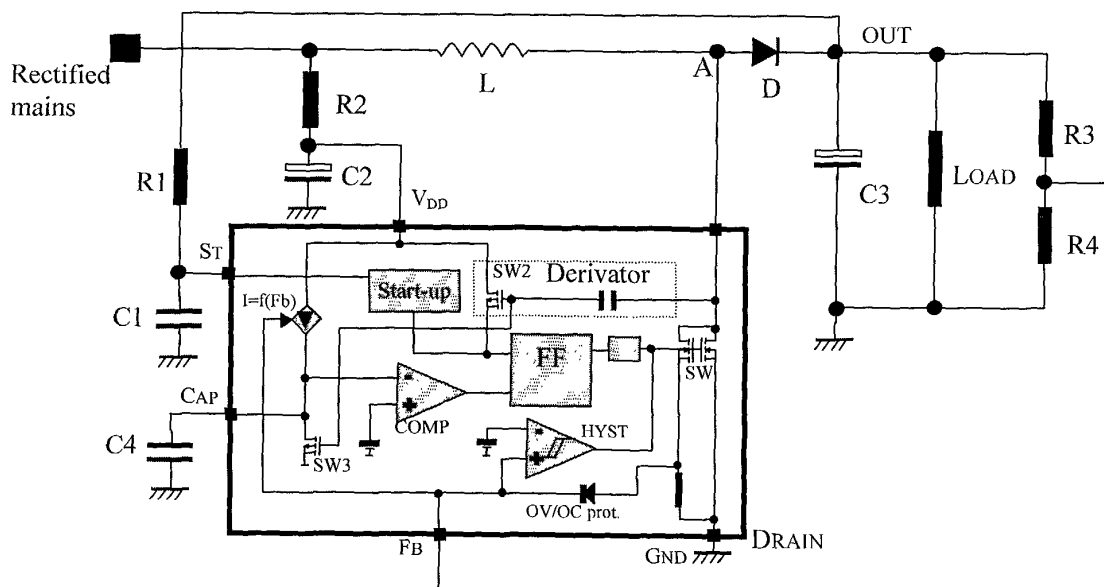 OUT
Rectified
mains
A
D
L
R2
R3
R1
C2
C3
LOAD
VDD
R4
ST
SW2
Derivator
Start-up
I=f(Fb)
C1
FF
SW
CAP
COMP
HYST
C4
SW3
OV/OC prot.
FB
GND
DRAIN